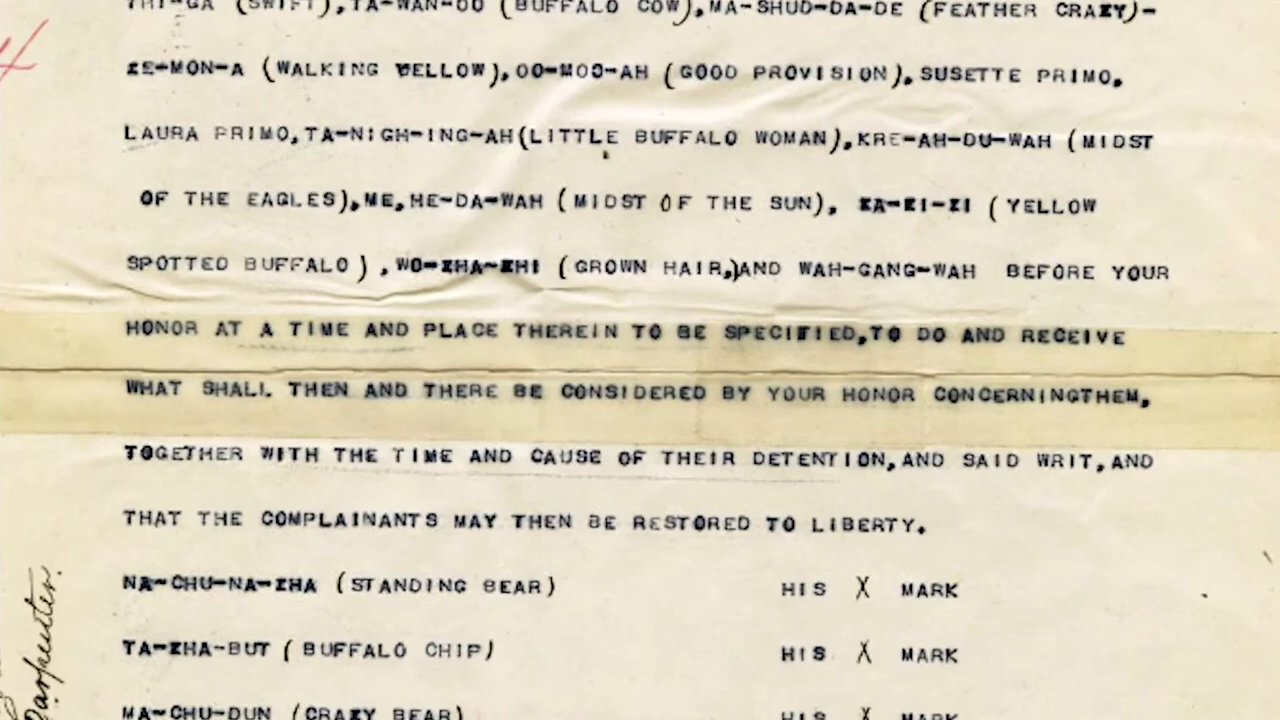 THI-GA (SWIFT),TA-WAN-OO (BUFFALO COW),MA-SHUD-DA-DE (FEATHER CRAZY)-
ZE-MON-A (WALKING YELLOW),OO-MOO-AH (GOOD PROVISION),SUSETTE PRIMO,
LAURA PRIMO,TA-NIGH-ING-AH(LITTLE BUFFALO WOMAN),KRE-AH-DU-WAH (MIDST
OF THE EAGLES),ME,HE-DA-WAH (MIDST OF THE SUN), ZA-ZI-ZI (YELLOW
SPOTTED BUFFALO) ,WO-ZHA-ZHI (GROWN HAIR,)AND WAH-GANG-WAH BEFORE YOUR
HONOR AT A TIME AND PLACE THEREIN TO BE SPECIFIED,TO DO AND RECEIVE
WHAT SHALL THEN AND THERE BE CONSIDERED BY YOUR HONOR CONCERNINGTHEM,
TOGETHER WITH THE TIME AND CAUSE OF THEIR DETENTION,AND SAID WRIT,AND
THAT THE COMPLAINANTS MAY THEN BE RESTORED TO LIBERTY.
NA-CHU-NA-ZHA (STANDING BEAR) HIS X MARK
TA-ZHA-BUT (BUFFALO CHIP) HIS X MARK
MA-CHU-DUN (CRAZY BEAR) HIS X MARK
Carpenter.